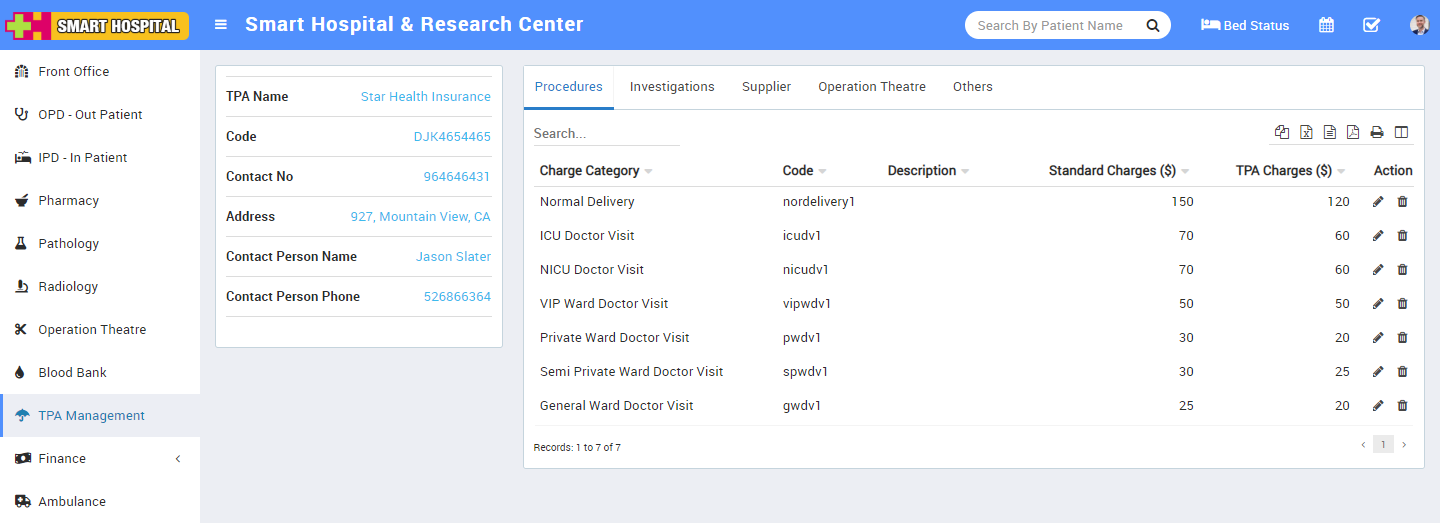 SMART HOSPITAL
Smart Hospital & Research Center
Search By Patient Name
Bed Status
Front Office
OPD - Out Patient
IPD - In Patient
Pharmacy
Pathology
Radiology
Operation Theatre
Blood Bank
TPA Management
Finance
Ambulance
TPA Name Star Health Insurance
Code DJK4654465
Contact No 964646431
Address 927, Mountain View, CA
Contact Person Name Jason Slater
Contact Person Phone 526866364
Procedures Investigations Supplier Operation Theatre Others
Search...
Charge Category Code Description Standard Charges ($) TPA Charges ($) Action
Normal Delivery nordelivery1 150 120
ICU Doctor Visit icudv1 70 60
NICU Doctor Visit nicudv1 70 60
VIP Ward Doctor Visit vipwdv1 50 50
Private Ward Doctor Visit pwdv1 30 20
Semi Private Ward Doctor Visit spwdv1 30 25
General Ward Doctor Visit gwdv1 25 20
Records: 1 to 7 of 7
1